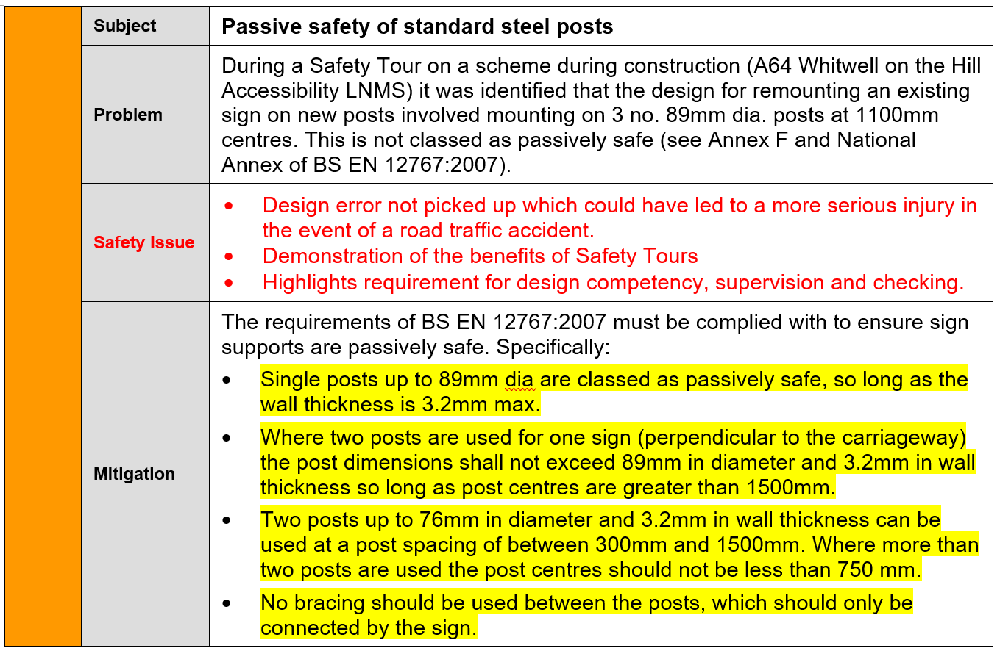 Subject
Passive safety of standard steel posts
Problem
During a Safety Tour on a scheme during construction (A64 Whitwell on the Hill
Accessibility LNMS) it was identified that the design for remounting an existing
sign on new posts involved mounting on 3 no. 89mm dia. posts at 1100mm
centres. This is not classed as passively safe (see Annex F and National
Annex of BS EN 12767:2007).
Safety Issue
• Design error not picked up which could have led to a more serious injury in
the event of a road traffic accident.
• Demonstration of the benefits of Safety Tours
• Highlights requirement for design competency, supervision and checking.
Mitigation
The requirements of BS EN 12767:2007 must be complied with to ensure sign
supports are passively safe. Specifically:
• Single posts up to 89mm dia are classed as passively safe, so long as the
wall thickness is 3.2mm max.
• Where two posts are used for one sign (perpendicular to the carriageway)
the post dimensions shall not exceed 89mm in diameter and 3.2mm in wall
thickness so long as post centres are greater than 1500mm.
• Two posts up to 76mm in diameter and 3.2mm in wall thickness can be
used at a post spacing of between 300mm and 1500mm. Where more than
two posts are used the post centres should not be less than 750 mm.
• No bracing should be used between the posts, which should only be
connected by the sign.